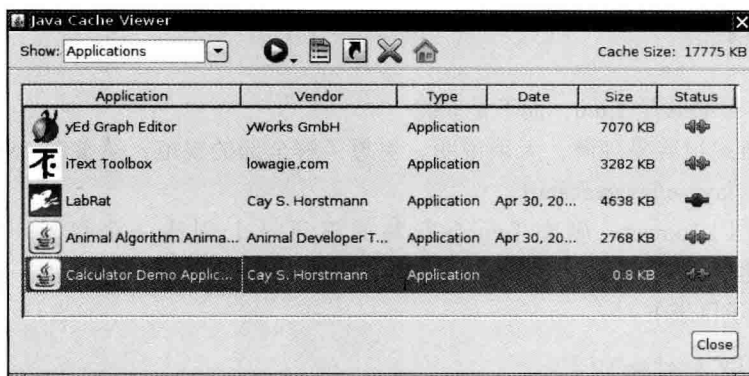 Java Cache Viewer
Show: Applications Cache Size: 17775 KB
Application Vendor Type Date Size Status
yEd Graph Editor yWorks GmbH Application 7070 KB
iText Toolbox lowagie.com Application 3282 KB
LabRat Cay S. Horstmann Application Apr 30, 20... 4638 KB
Animal Algorithm Anima... Animal Developer T... Application Apr 30, 20... 2768 KB
Calculator Demo Applic... Cay S. Horstmann Application 0.8 KB
Close